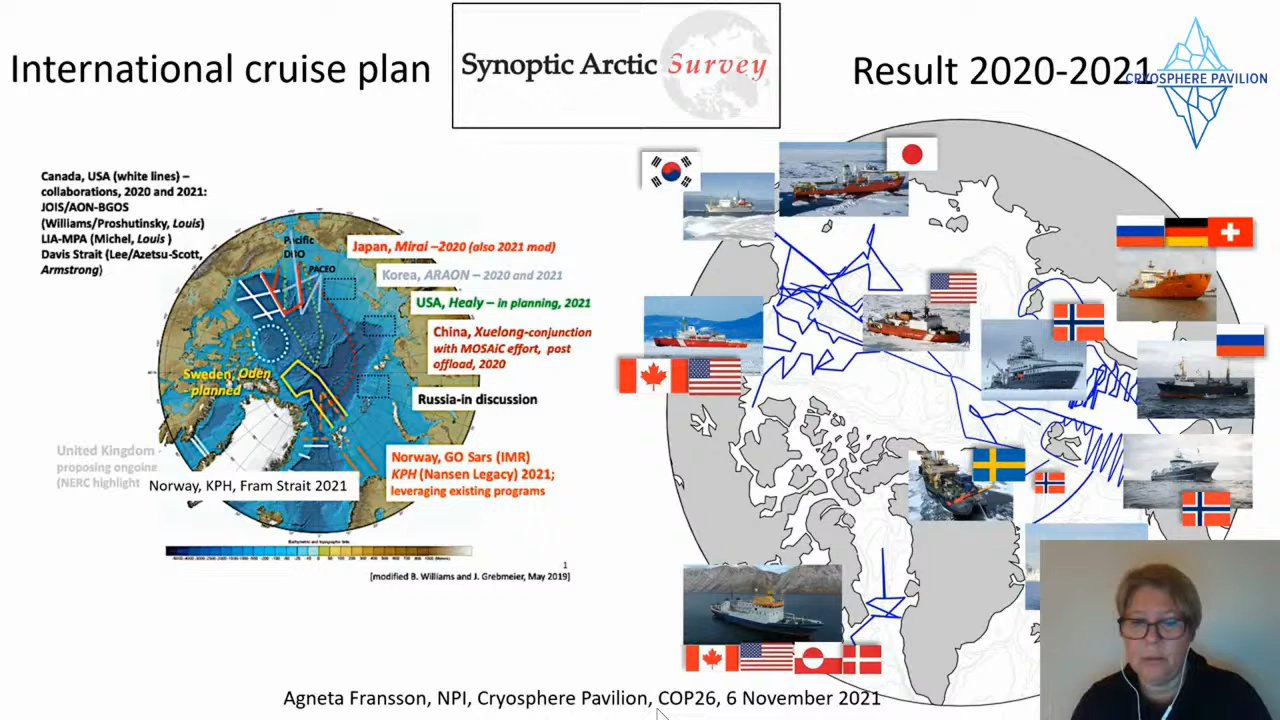 International cruise plan
Synoptic Arctic Survey
Result 2020-2021
CRYOSPHERE PAVILION
Canada, USA (white lines) –
collaborations, 2020 and 2021:
JOIS/AON-BGOS
(Williams/Proshutinsky, Louis)
LIA-MPA (Michel, Louis )
Davis Strait (Lee/Azetsu-Scott,
Armstrong)
Pacific
DBO
PACEO
Japan, Mirai –2020 (also 2021 mod)
Korea, ARAON – 2020 and 2021
USA, Healy – in planning, 2021
China, Xuelong-conjunction
with MOSAiC effort, post
offload, 2020
Sweden, Oden
- planned
Russia-in discussion
United Kingdom
proposing ongoing
(NERC highlight
Norway, GO Sars (IMR)
KPH (Nansen Legacy) 2021;
leveraging existing programs
Norway, KPH, Fram Strait 2021
1
[modified B. Williams and J. Grebmeier, May 2019]
Agneta Fransson, NPI, Cryosphere Pavilion, COP26, 6 November 2021